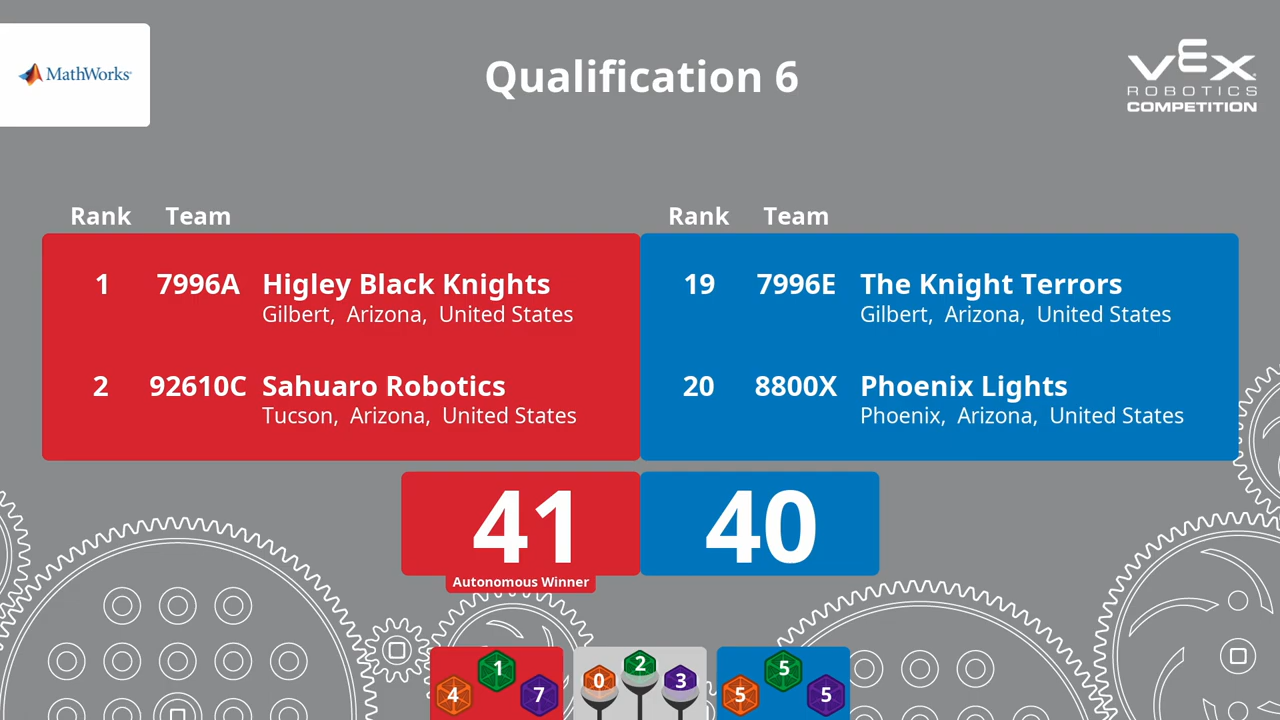 MathWorks®
Qualification 6
VEX
ROBOTICS
COMPETITION
Rank Team
1 7996A Higley Black Knights
Gilbert, Arizona, United States
2 92610C Sahuaro Robotics
Tucson, Arizona, United States
Rank Team
19 7996E The Knight Terrors
Gilbert, Arizona, United States
20 8800X Phoenix Lights
Phoenix, Arizona, United States
41 40
Autonomous Winner
4 1 7
0 2 3
5 5 5